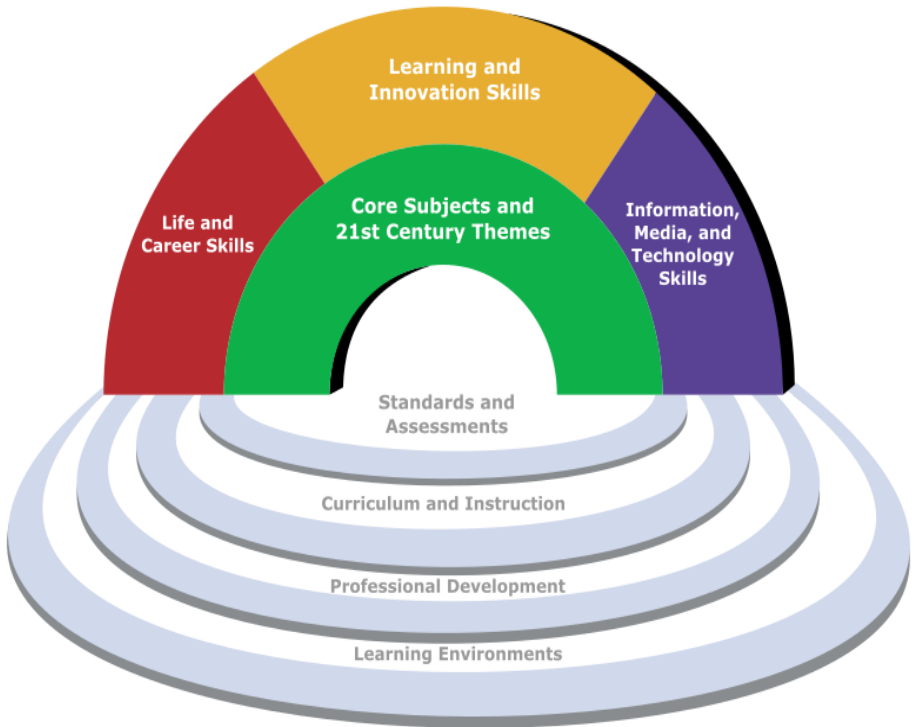 Learning and
Innovation Skills
Life and
Career Skills
Core Subjects and
21st Century Themes
Information,
Media, and
Technology
Skills
Standards and
Assessments
Curriculum and Instruction
Professional Development
Learning Environments